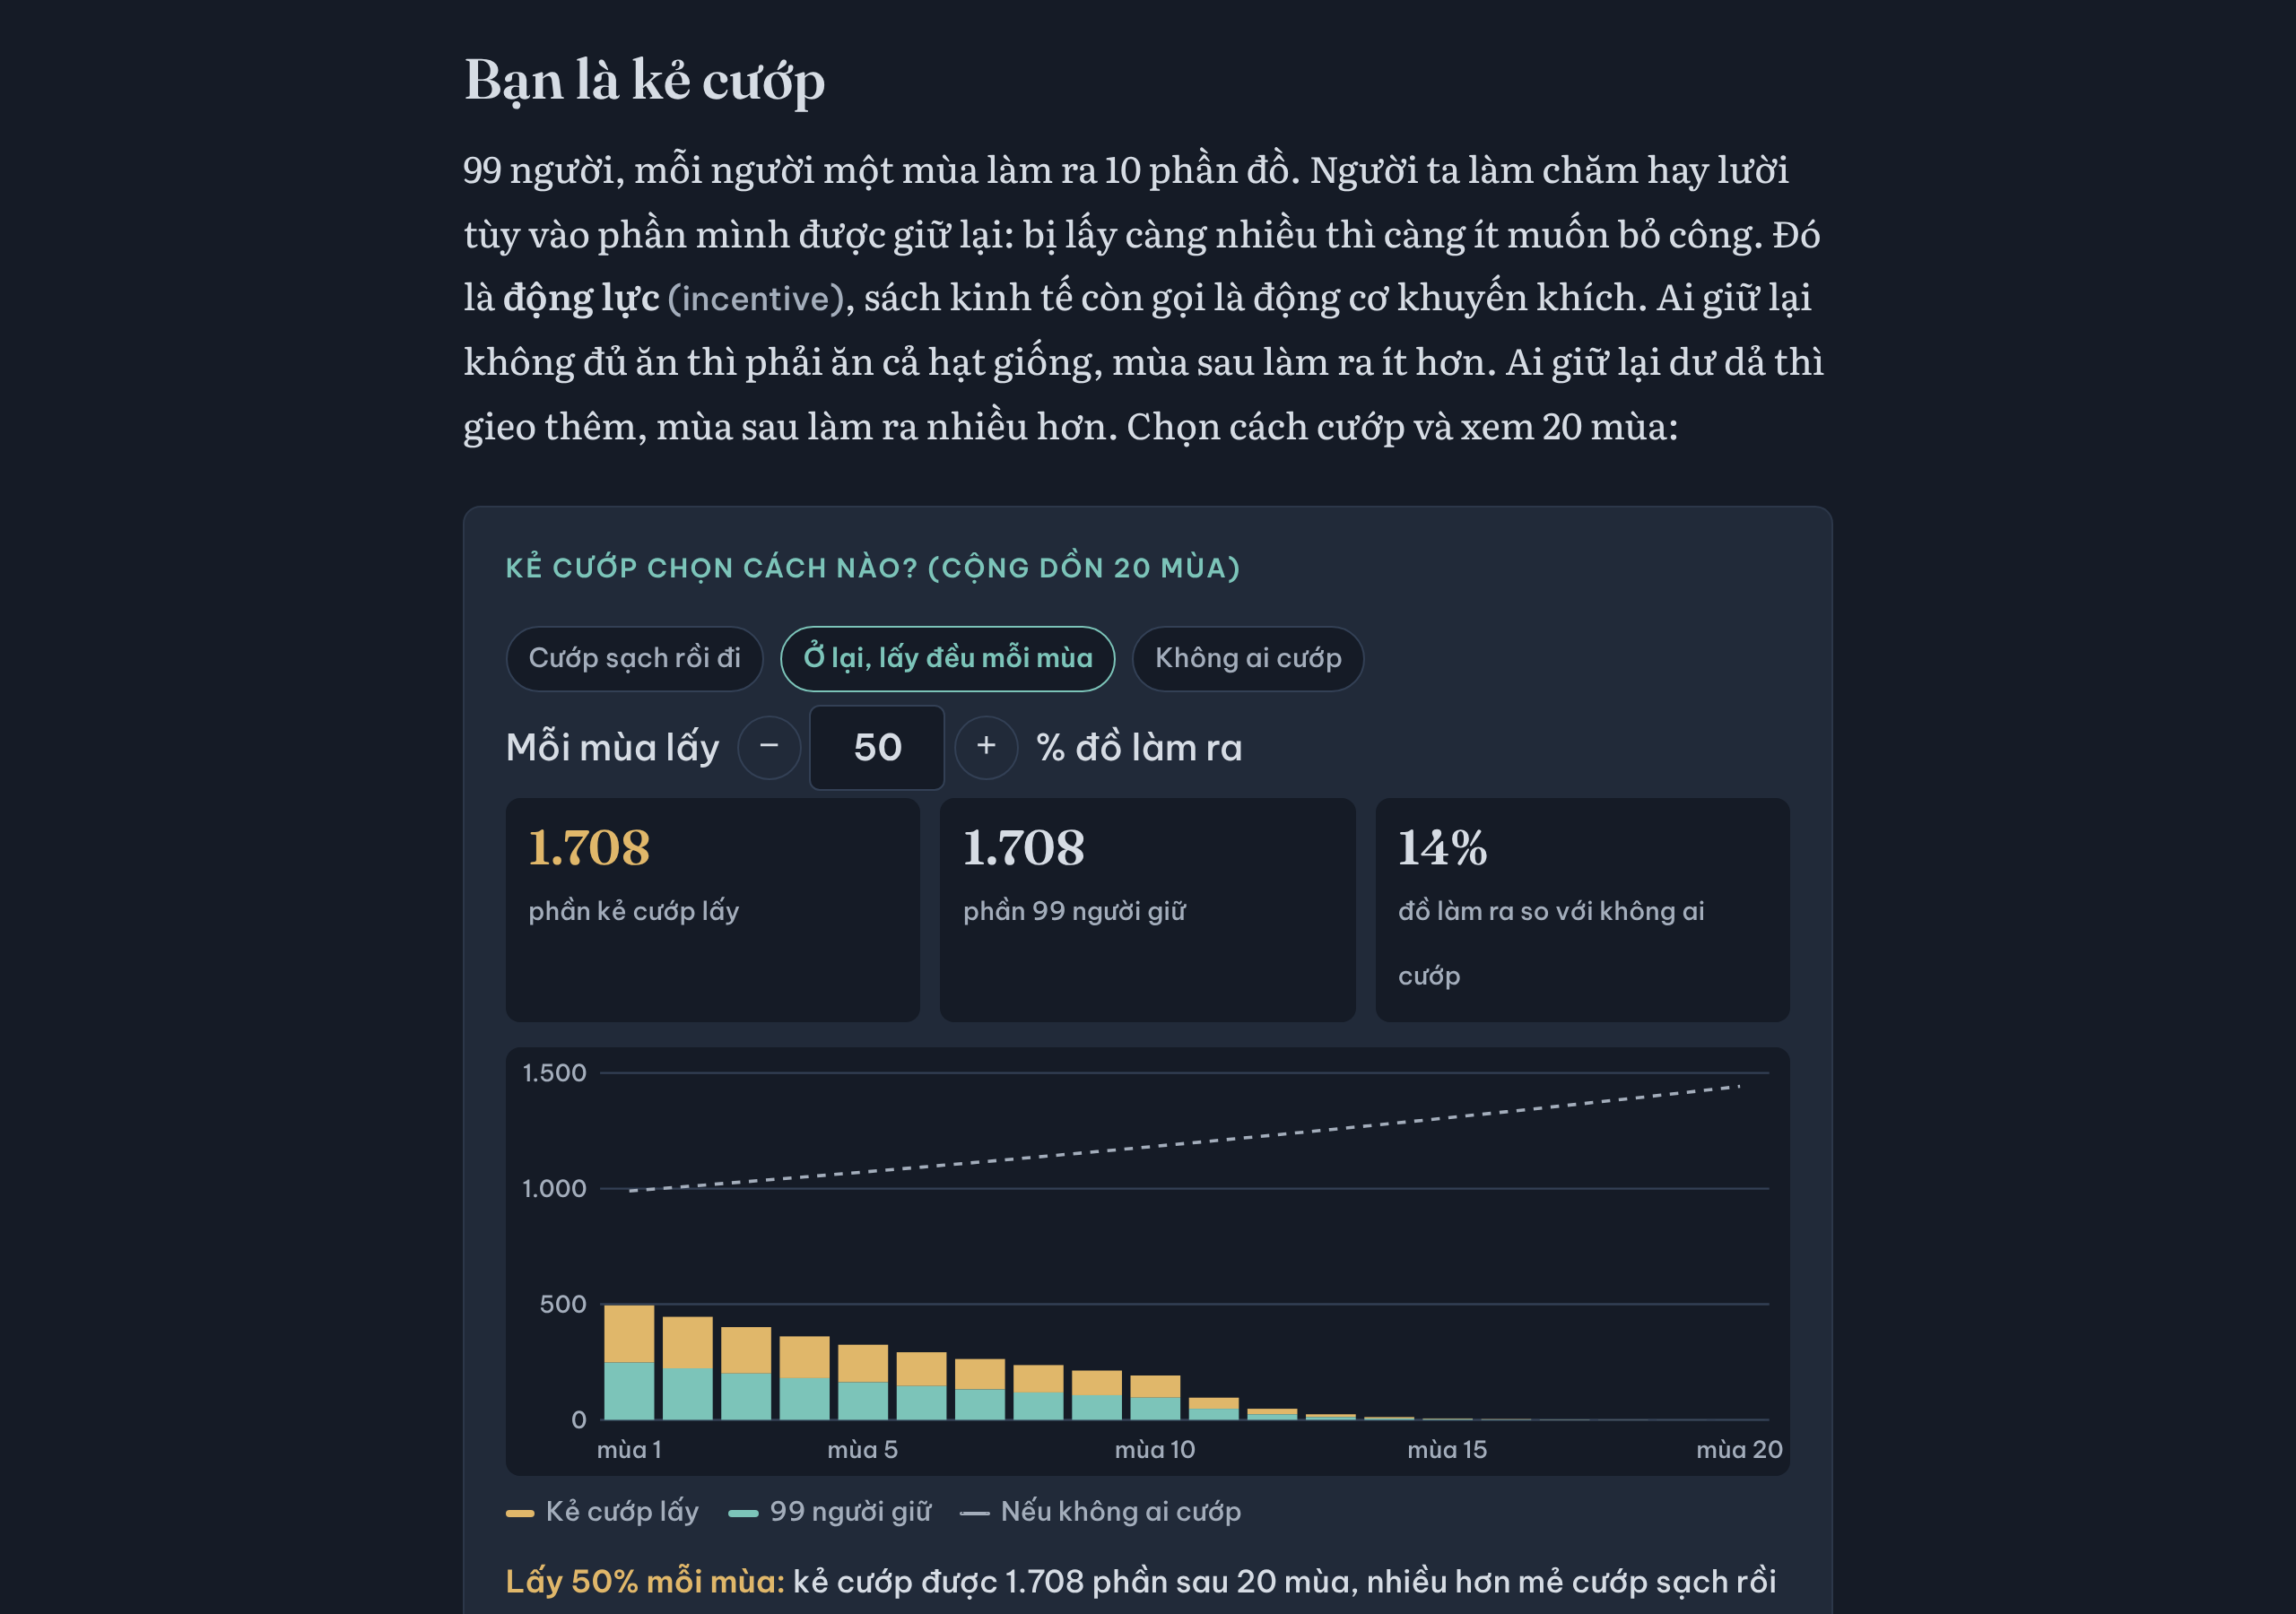 Bạn là kẻ cướp
99 người, mỗi người một mùa làm ra 10 phần đồ. Người ta làm chăm hay lười
tùy vào phần mình được giữ lại: bị lấy càng nhiều thì càng ít muốn bỏ công. Đó
là động lực (incentive), sách kinh tế còn gọi là động cơ khuyến khích. Ai giữ lại
không đủ ăn thì phải ăn cả hạt giống, mùa sau làm ra ít hơn. Ai giữ lại dư dả thì
gieo thêm, mùa sau làm ra nhiều hơn. Chọn cách cướp và xem 20 mùa:
KẺ CƯỚP CHỌN CÁCH NÀO? (CỘNG DỒN 20 MÙA)
Cướp sạch rồi đi
Ở lại, lấy đều mỗi mùa
Không ai cướp
Mỗi mùa lấy − 50 + % đồ làm ra
1.708
phần kẻ cướp lấy
1.708
phần 99 người giữ
14%
đồ làm ra so với không ai
cướp
1.500
1.000
500
0
mùa 1
mùa 5
mùa 10
mùa 15
mùa 20
Kẻ cướp lấy
99 người giữ
Nếu không ai cướp
Lấy 50% mỗi mùa: kẻ cướp được 1.708 phần sau 20 mùa, nhiều hơn mẻ cướp sạch rồi